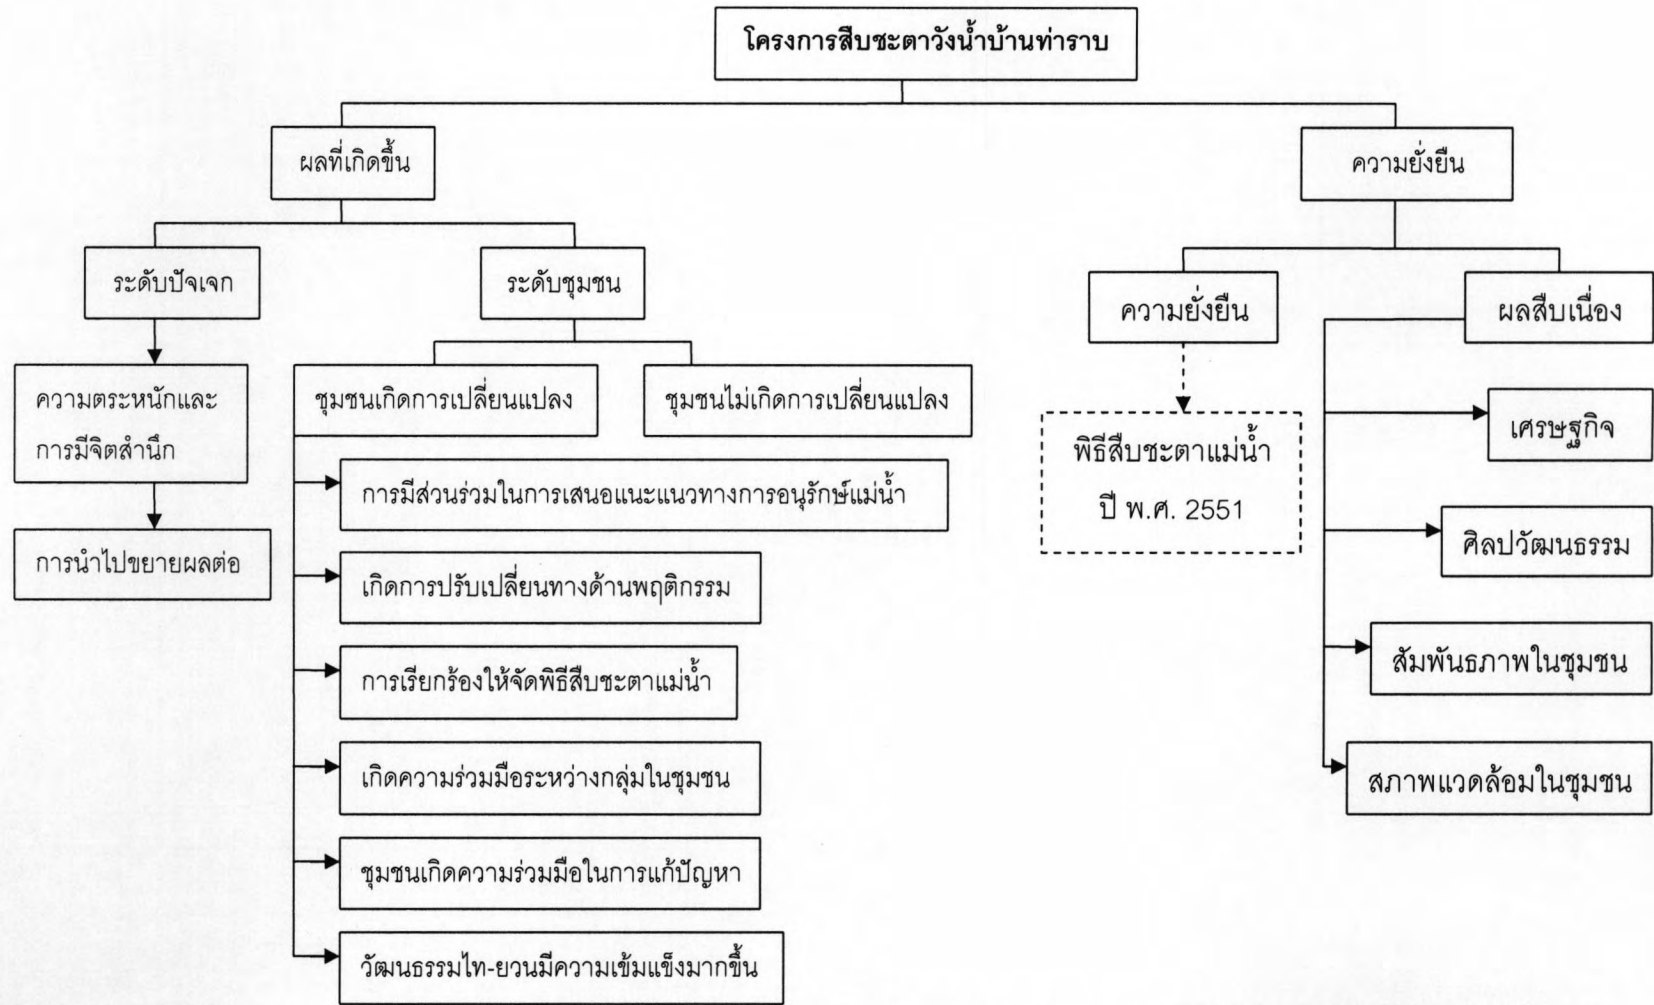 โครงการสืบชะตาวังน้ำบ้านท่าราบ
ผลที่เกิดขึ้น
ความยั่งยืน
ระดับปัจเจก
ระดับชุมชน
ความยั่งยืน
ผลสืบเนื่อง
ความตระหนักและ
การมีจิตสำนึก
การนำไปขยายผลต่อ
ชุมชนเกิดการเปลี่ยนแปลง
ชุมชนไม่เกิดการเปลี่ยนแปลง
การมีส่วนร่วมในการเสนอแนะแนวทางการอนุรักษ์แม่น้ำ
เกิดการปรับเปลี่ยนทางด้านพฤติกรรม
การเรียกร้องให้จัดพิธีสืบชะตาแม่น้ำ
เกิดความร่วมมือระหว่างกลุ่มในชุมชน
ชุมชนเกิดความร่วมมือในการแก้ปัญหา
วัฒนธรรมไท-ยวนมีความเข้มแข็งมากขึ้น
พิธีสืบชะตาแม่น้ำ
ปี พ.ศ. 2551
เศรษฐกิจ
ศิลปวัฒนธรรม
สัมพันธภาพในชุมชน
สภาพแวดล้อมในชุมชน